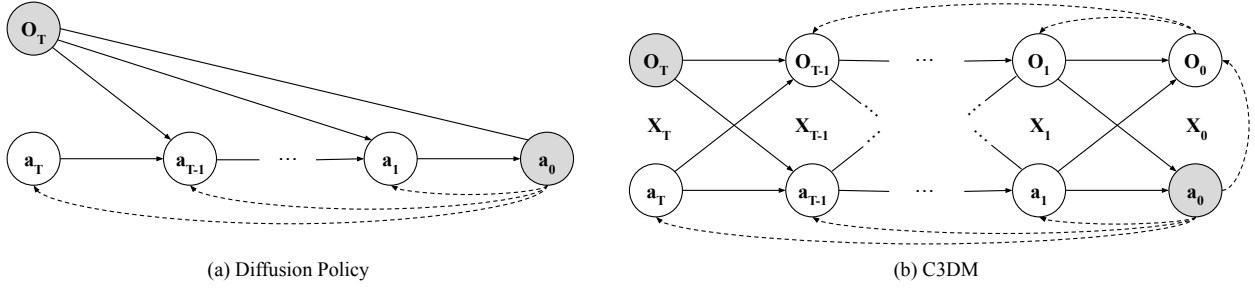 O_T
a_T a_T-1 ... a_1 a_0
(a) Diffusion Policy
O_T O_T-1 ... O_1 O_0
X_T X_T-1 X_1 X_0
a_T a_T-1 ... a_1 a_0
(b) C3DM